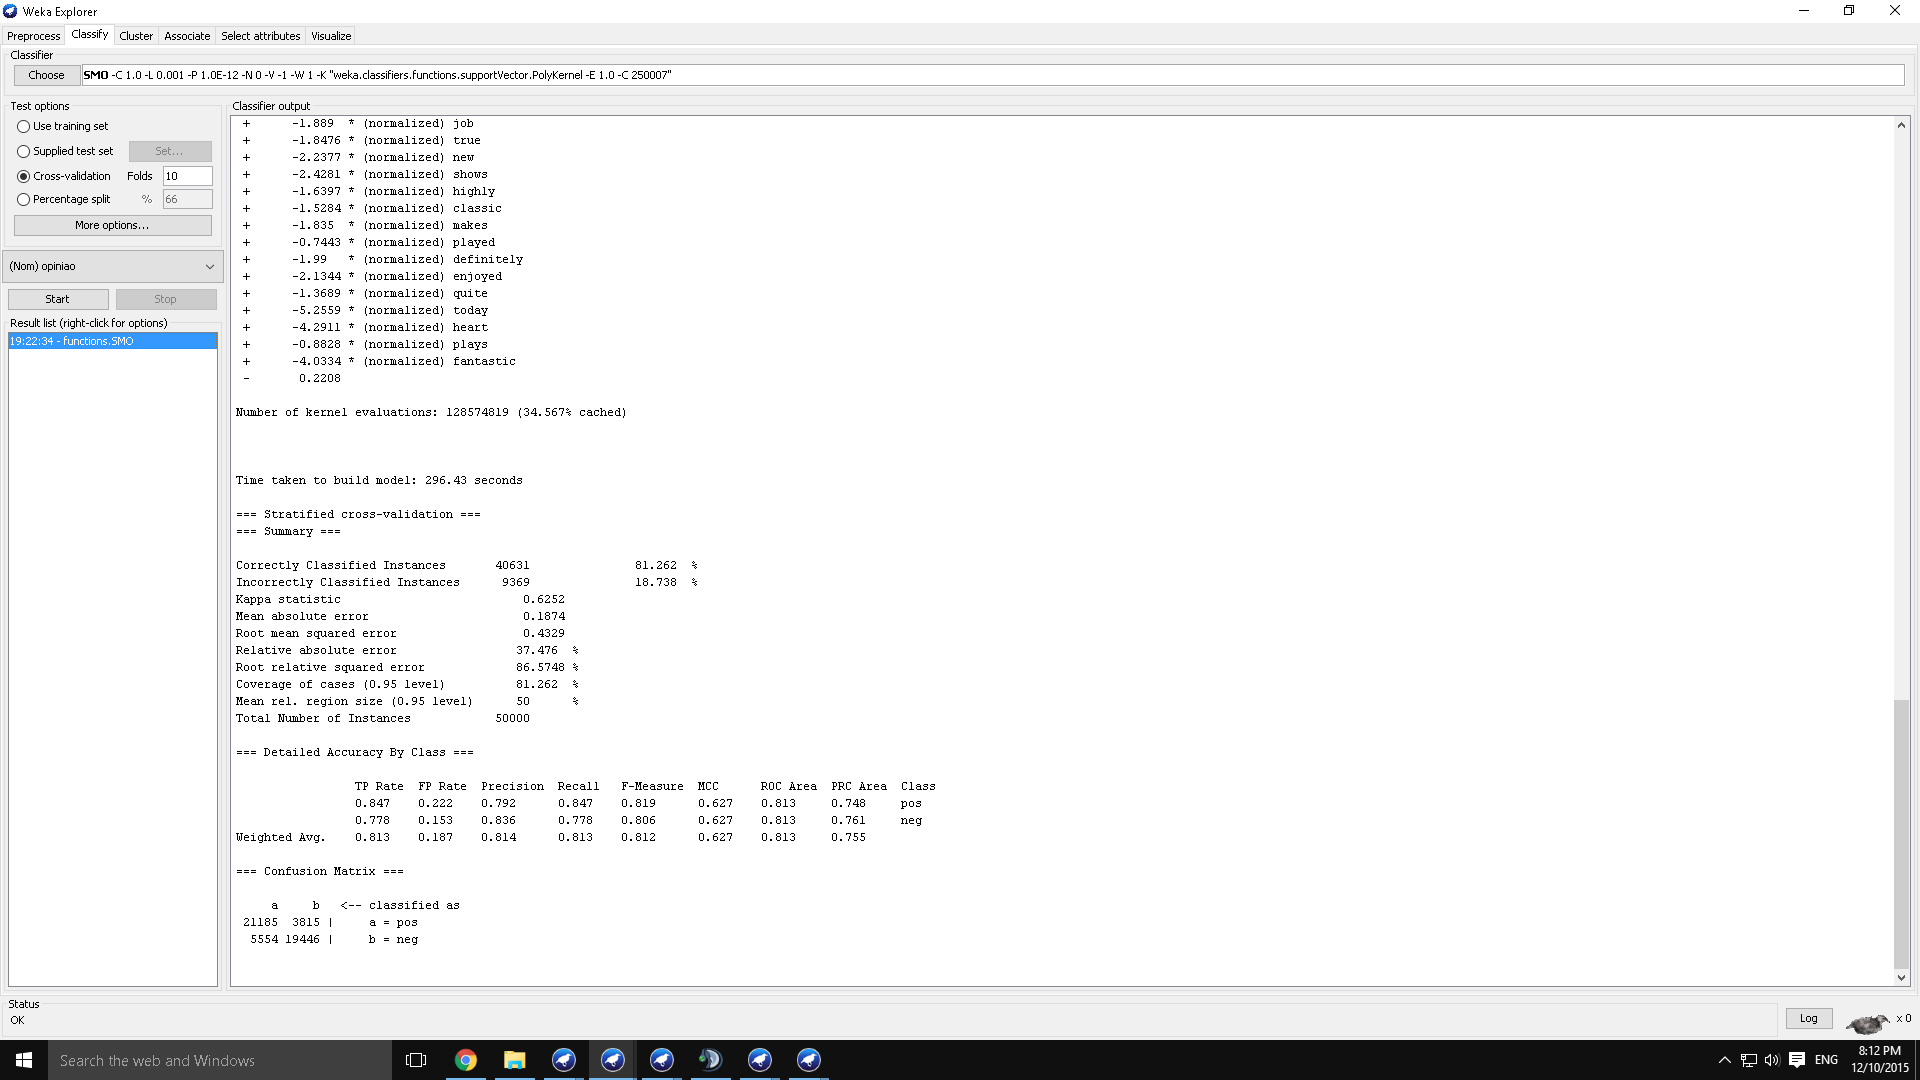 Weka Explorer
Preprocess Classify Cluster Associate Select attributes Visualize
Classifier
Choose SMO -C 1.0 -L 0.001 -P 1.0E-12 -N 0 -V -1 -W 1 -K "weka.classifiers.functions.supportVector.PolyKernel -E 1.0 -C 250007"
Test options
Use training set
Supplied test set Set...
Cross-validation Folds 10
Percentage split % 66
More options...
(Nom) opiniao
Start Stop
Result list (right-click for options)
19:22:34 - functions.SMO
Classifier output
+ -1.889 * (normalized) job
+ -1.8476 * (normalized) true
+ -2.2377 * (normalized) new
+ -2.4281 * (normalized) shows
+ -1.6397 * (normalized) highly
+ -1.5284 * (normalized) classic
+ -1.835 * (normalized) makes
+ -0.7443 * (normalized) played
+ -1.99 * (normalized) definitely
+ -2.1344 * (normalized) enjoyed
+ -1.3689 * (normalized) quite
+ -5.2559 * (normalized) today
+ -4.2911 * (normalized) heart
+ -0.8828 * (normalized) plays
+ -4.0334 * (normalized) fantastic
- 0.2208
Number of kernel evaluations: 128574819 (34.567% cached)
Time taken to build model: 296.43 seconds
=== Stratified cross-validation ===
=== Summary ===
Correctly Classified Instances 40631 81.262 %
Incorrectly Classified Instances 9369 18.738 %
Kappa statistic 0.6252
Mean absolute error 0.1874
Root mean squared error 0.4329
Relative absolute error 37.476 %
Root relative squared error 86.5748 %
Coverage of cases (0.95 level) 81.262 %
Mean rel. region size (0.95 level) 50 %
Total Number of Instances 50000
=== Detailed Accuracy By Class ===
TP Rate FP Rate Precision Recall F-Measure MCC ROC Area PRC Area Class
0.847 0.222 0.792 0.847 0.819 0.627 0.813 0.748 pos
0.778 0.153 0.836 0.778 0.806 0.627 0.813 0.761 neg
Weighted Avg. 0.813 0.187 0.814 0.813 0.812 0.627 0.813 0.755
=== Confusion Matrix ===
a b <-- classified as
21185 3815 | a = pos
5554 19446 | b = neg
Status
OK
Log x 0
Search the web and Windows
ENG
8:12 PM
12/10/2015